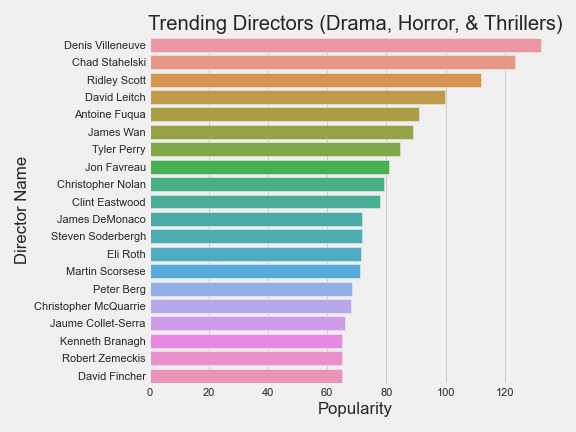 Trending Directors (Drama, Horror, & Thrillers)
Director Name
Denis Villeneuve
Chad Stahelski
Ridley Scott
David Leitch
Antoine Fuqua
James Wan
Tyler Perry
Jon Favreau
Christopher Nolan
Clint Eastwood
James DeMonaco
Steven Soderbergh
Eli Roth
Martin Scorsese
Peter Berg
Christopher McQuarrie
Jaume Collet-Serra
Kenneth Branagh
Robert Zemeckis
David Fincher
0 20 40 60 80 100 120
Popularity